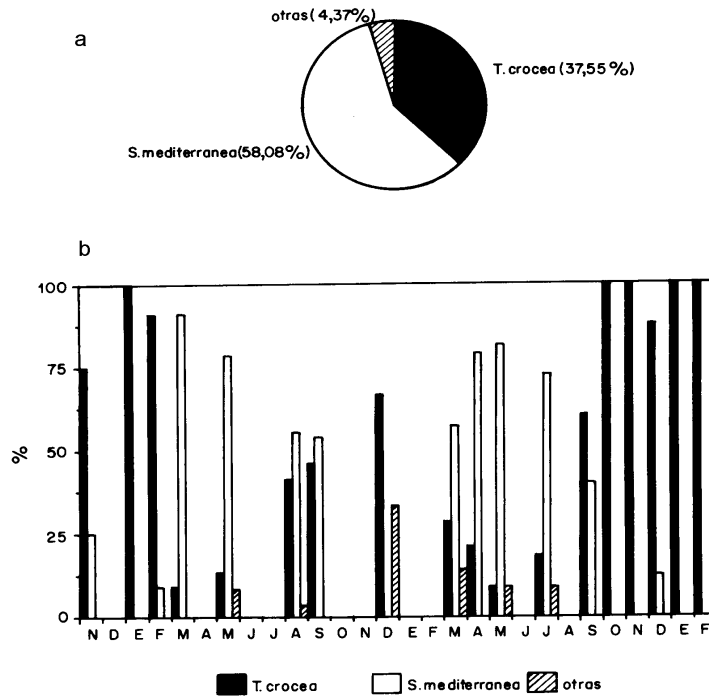 a
otras (4,37%)
T. crocea (37,55%)
S. mediterranea (58,08%)
b
100
75
50
25
0
%
N D E F M A M J J A S O N D E F M A M J J A S O N D E F
T. crocea S. mediterranea otras